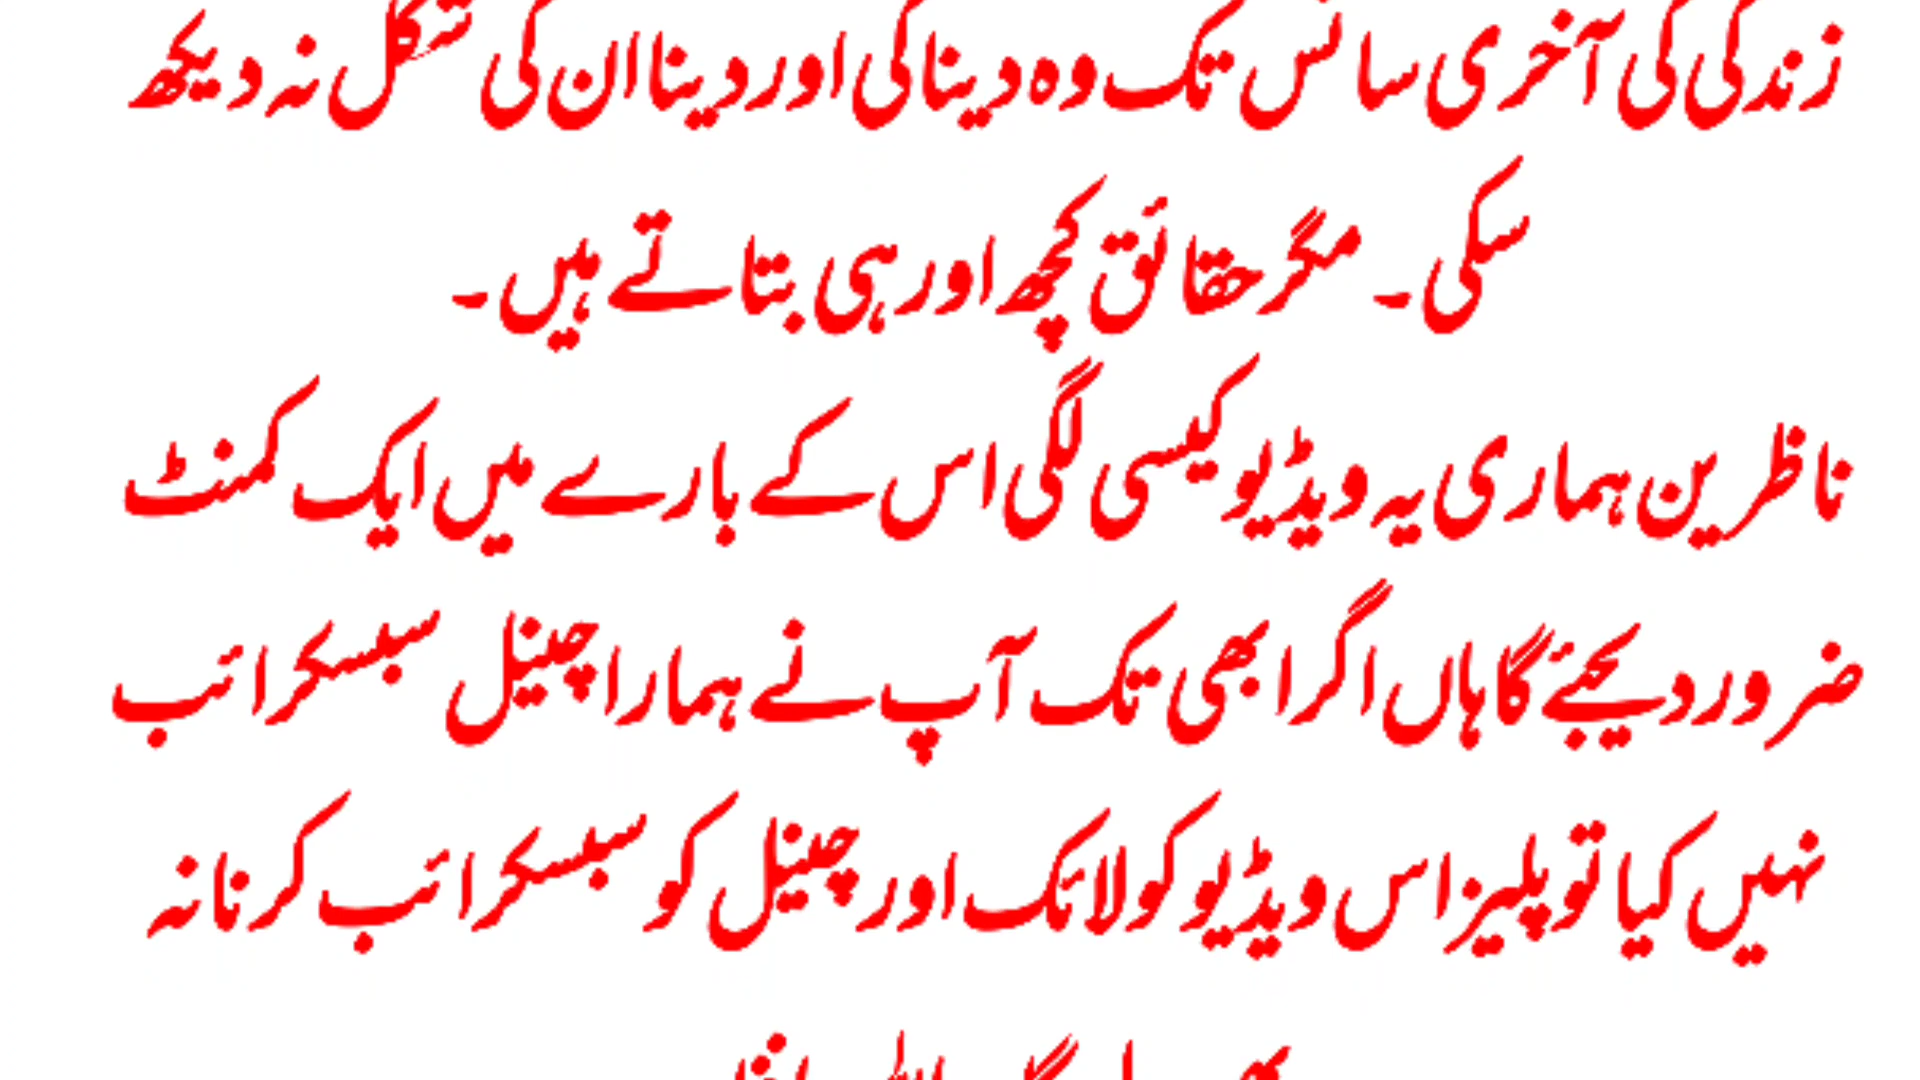 زندگی کی آخری سانس تک وہ دینا کی اور دینا ان کی شکل نہ دیکھ
سکی۔ مگر حقائق کچھ اور ہی بتاتے ہیں۔
ناظرین ہماری یہ ویڈیو کیسی لگی اس کے بارے میں ایک کمنٹ
ضرور دیجئے گا ہاں اگر ابھی تک آپ نے ہمارا چینیل سبسکرائب
نہیں کیا تو پلیز اس ویڈیو کو لائک اور چینیل کو سبسکرائب کرنا نہ